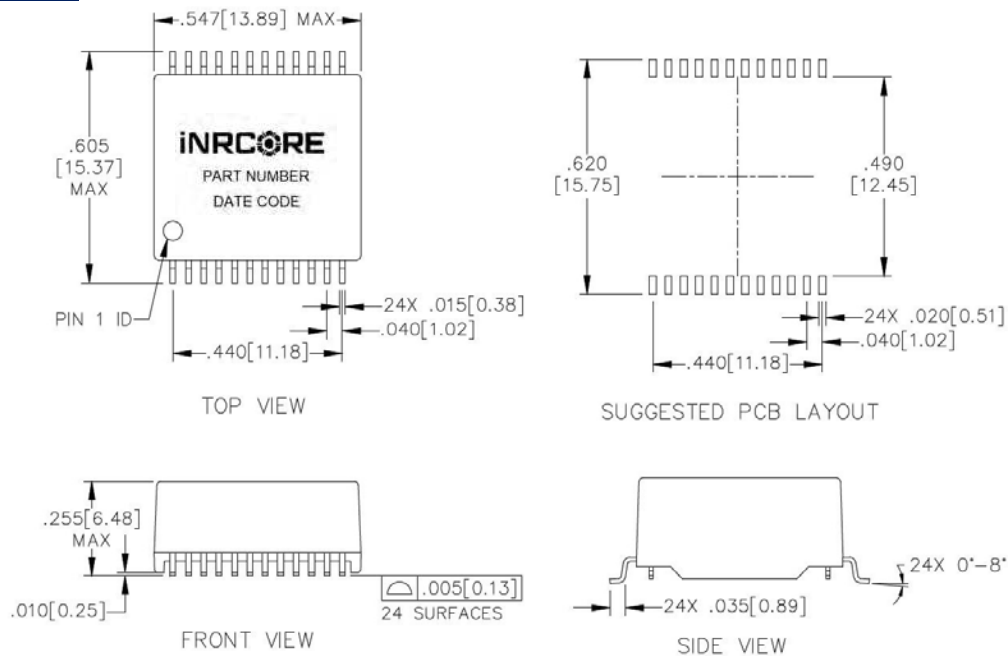 .547[13.89] MAX
.605
[15.37]
MAX
iNRCORE
PART NUMBER
DATE CODE
PIN 1 ID
24X .015[0.38]
.040[1.02]
.440[11.18]
TOP VIEW
.620
[15.75]
.490
[12.45]
24X .020[0.51]
.040[1.02]
.440[11.18]
SUGGESTED PCB LAYOUT
.255[6.48]
MAX
.010[0.25]
.005[0.13]
24 SURFACES
FRONT VIEW
24X 0°-8°
24X .035[0.89]
SIDE VIEW